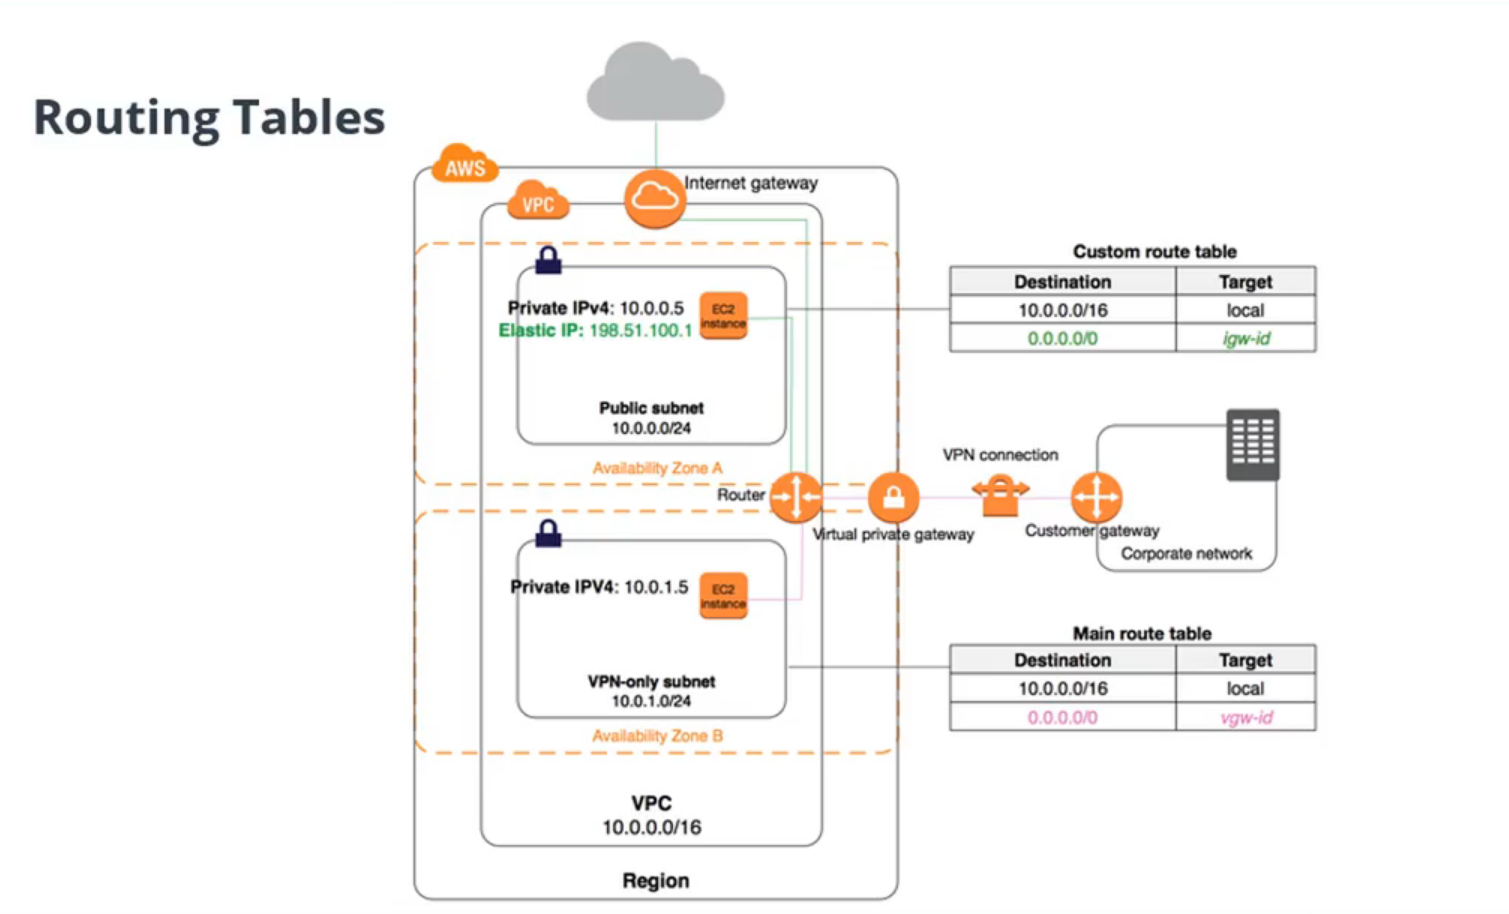 Routing Tables
AWS
Internet gateway
VPC
Private IPv4: 10.0.0.5
Elastic IP: 198.51.100.1
EC2
instance
Public subnet
10.0.0.0/24
Availability Zone A
Custom route table
Destination Target
10.0.0.0/16 local
0.0.0.0/0 igw-id
Router
Virtual private gateway
VPN connection
Customer gateway
Corporate network
Private IPV4: 10.0.1.5
EC2
instance
VPN-only subnet
10.0.1.0/24
Availability Zone B
Main route table
Destination Target
10.0.0.0/16 local
0.0.0.0/0 vgw-id
VPC
10.0.0.0/16
Region